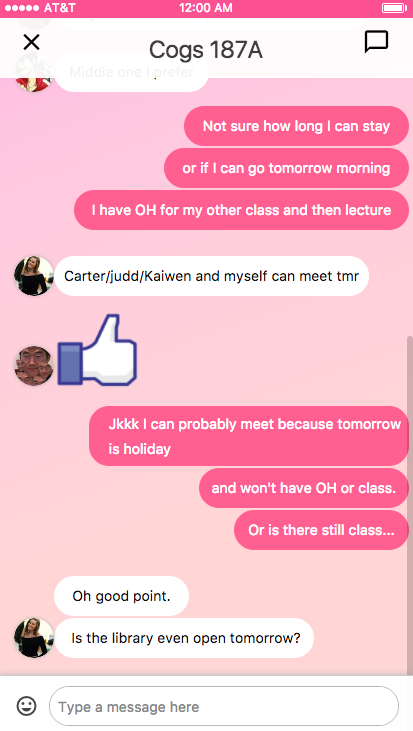 AT&T 12:00 AM
Cogs 187A
Middle one I prefer
Not sure how long I can stay
or if I can go tomorrow morning
I have OH for my other class and then lecture
Carter/judd/Kaiwen and myself can meet tmr
Jkkk I can probably meet because tomorrow
is holiday
and won't have OH or class.
Or is there still class...
Oh good point.
Is the library even open tomorrow?
Type a message here